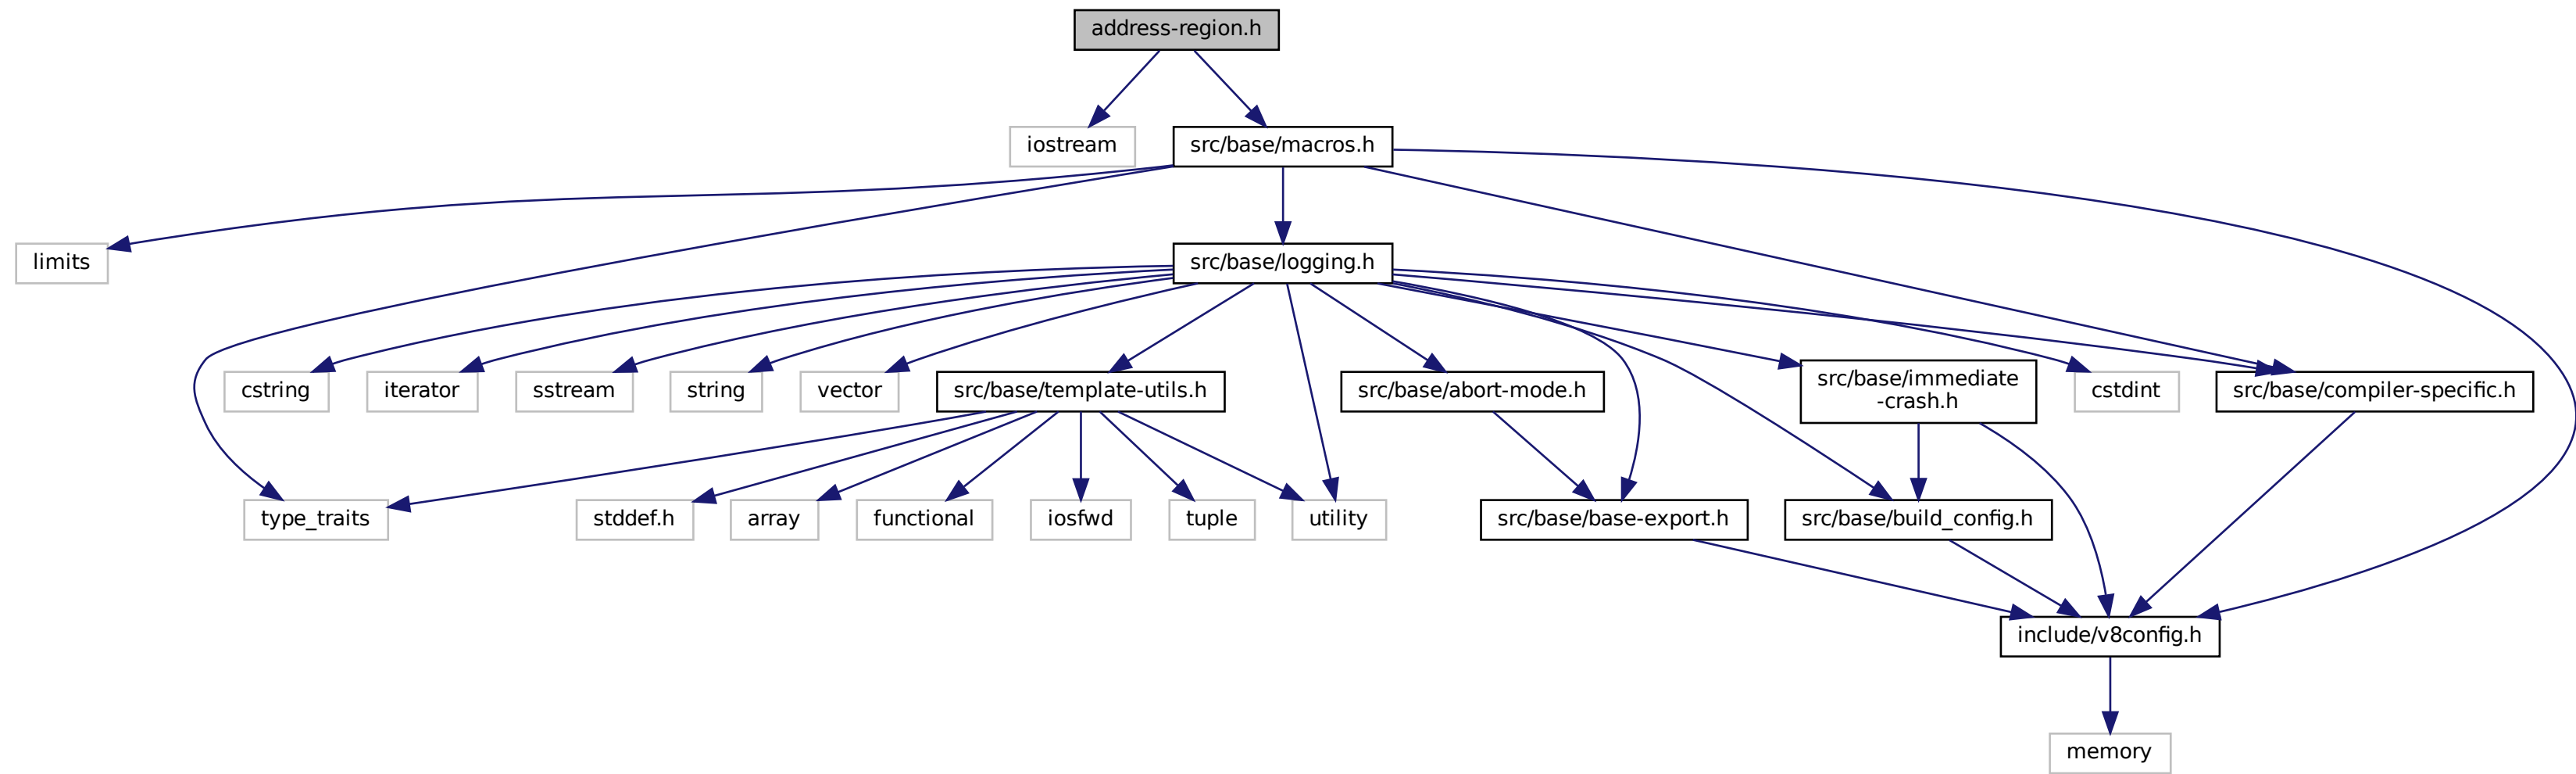 address-region.h
iostream
src/base/macros.h
limits
src/base/logging.h
cstring
iterator
sstream
string
vector
src/base/template-utils.h
src/base/abort-mode.h
src/base/immediate
-crash.h
cstdint
src/base/compiler-specific.h
type_traits
stddef.h
array
functional
iosfwd
tuple
utility
src/base/base-export.h
src/base/build_config.h
include/v8config.h
memory